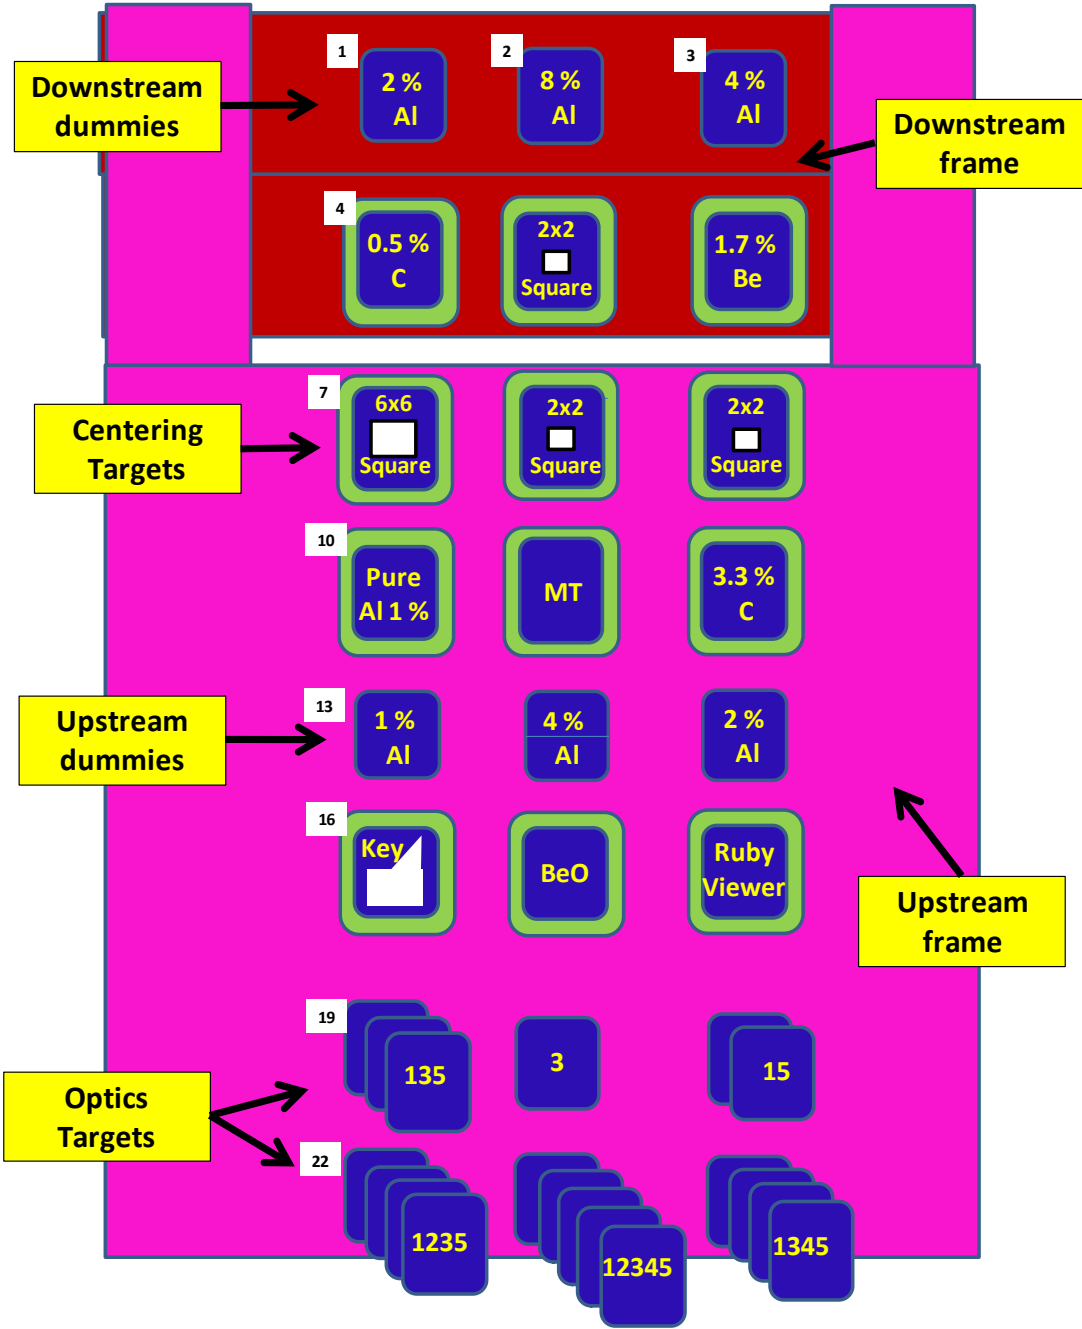 1
2
3
Downstream
dummies
2 %
Al
8 %
Al
4 %
Al
Downstream
frame
4
0.5 %
C
2x2
Square
1.7 %
Be
7
Centering
Targets
6x6
Square
2x2
Square
2x2
Square
10
Pure
Al 1 %
MT
3.3 %
C
13
Upstream
dummies
1 %
Al
4 %
Al
2 %
Al
16
Key
BeO
Ruby
Viewer
Upstream
frame
19
135
3
15
Optics
Targets
22
1235
12345
1345